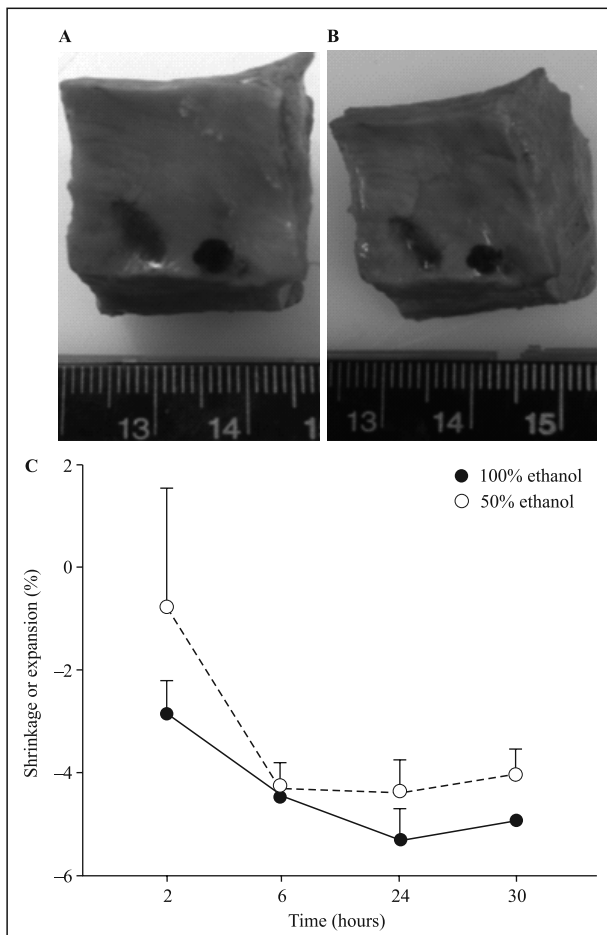 A
B
13 14 1
13 14 15
C
2
0
−2
−4
−6
Shrinkage or expansion (%)
100% ethanol
50% ethanol
2 6 24 30
Time (hours)